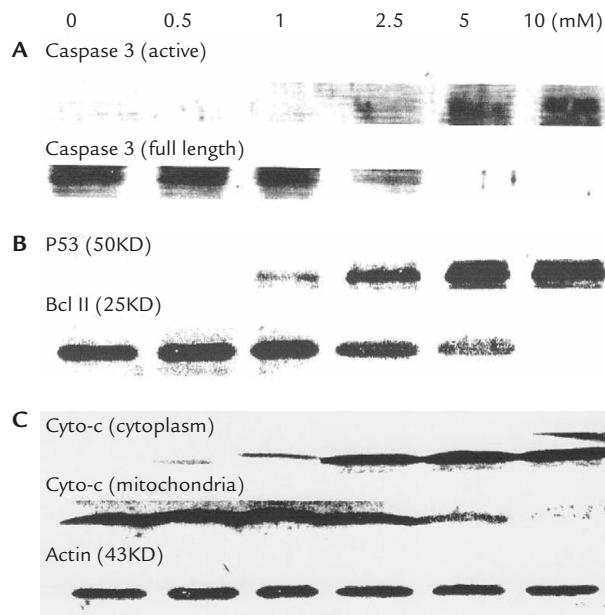 0 0.5 1 2.5 5 10 (mM)
A Caspase 3 (active)
Caspase 3 (full length)
B P53 (50KD)
Bcl II (25KD)
C Cyto-c (cytoplasm)
Cyto-c (mitochondria)
Actin (43KD)